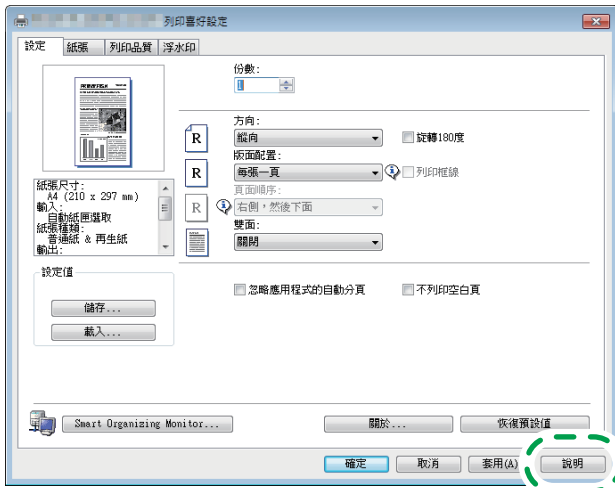 列印喜好設定
設定 紙張 列印品質 浮水印
份數:
1
方向:
縱向 旋轉180度
版面配置:
每張一頁 列印框線
頁面順序:
右側，然後下面
雙面:
關閉
R
R
R
紙張尺寸:
A4 (210 x 297 mm)
輸入:
自動紙匣選取
紙張種類:
普通紙 & 再生紙
輸出:
設定值
儲存...
載入...
忽略應用程式的自動分頁 不列印空白頁
Smart Organizing Monitor... 關於... 恢復預設值
確定 取消 套用(A) 說明